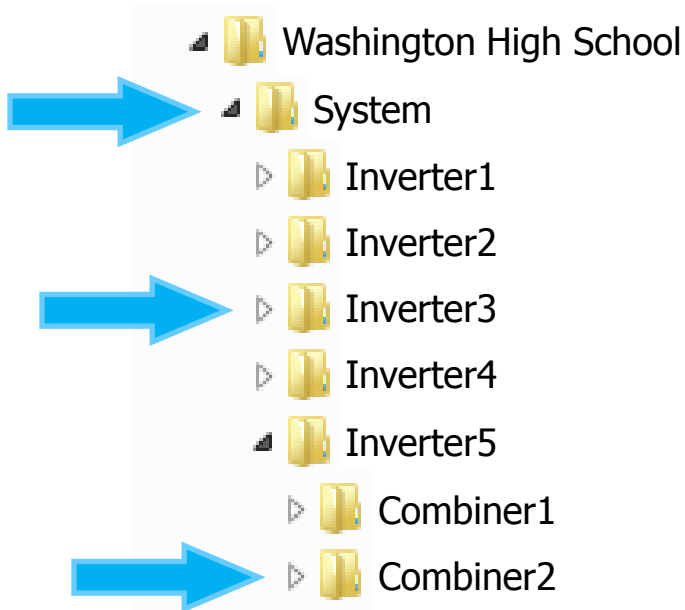 Washington High School
System
Inverter1
Inverter2
Inverter3
Inverter4
Inverter5
Combiner1
Combiner2